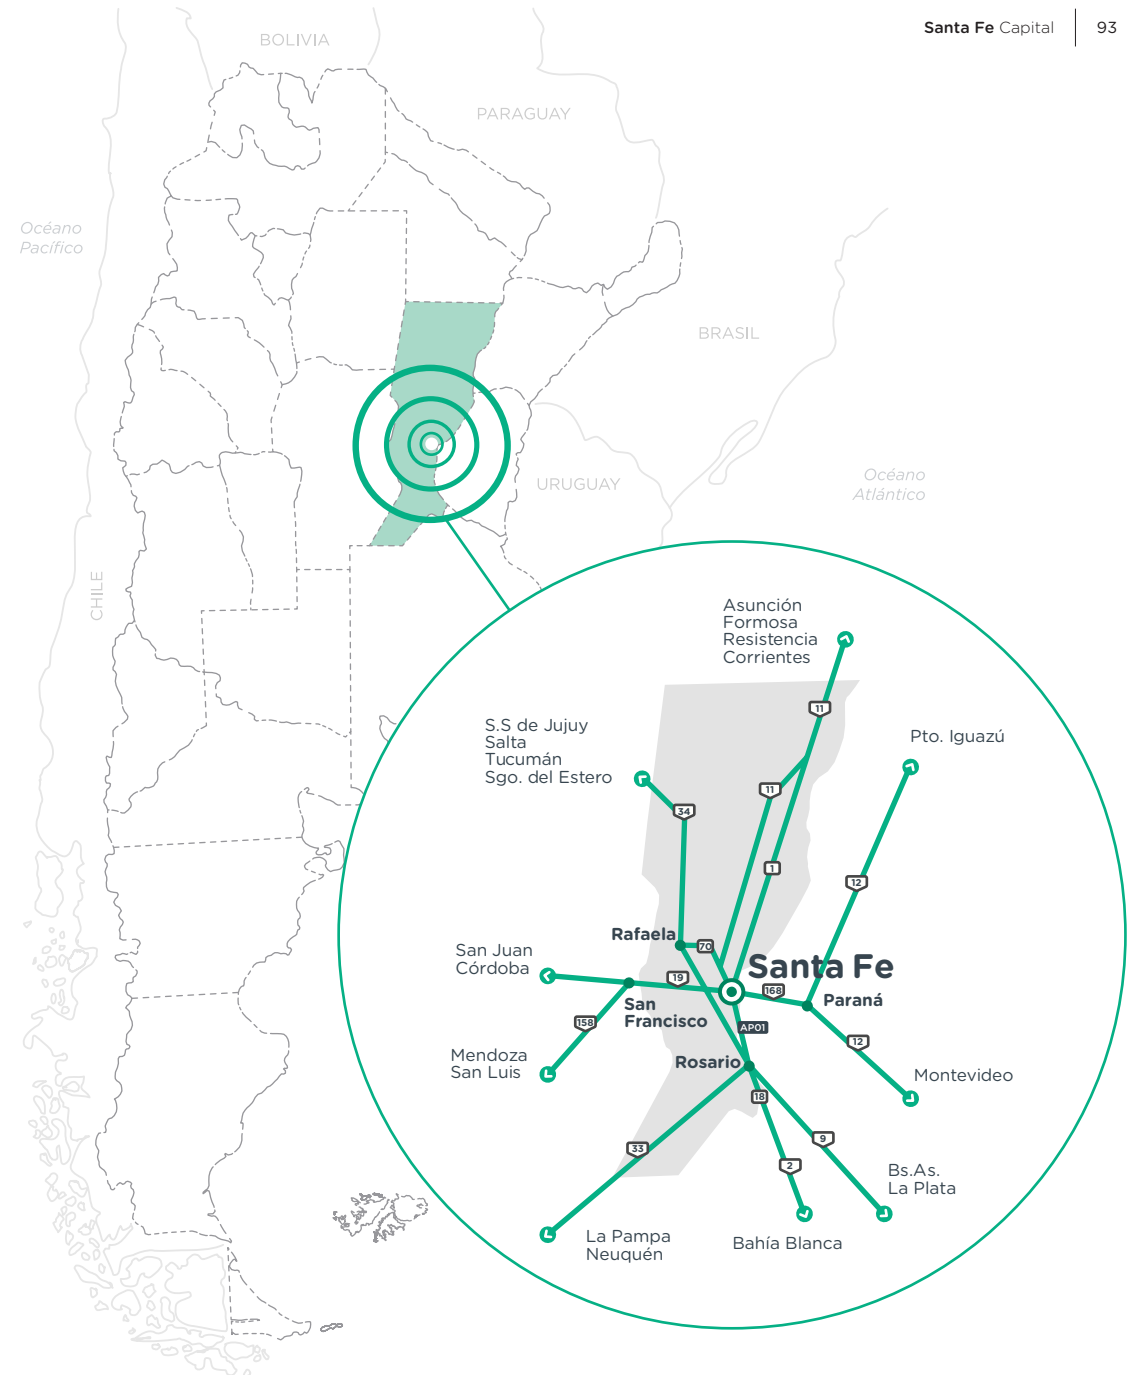 Santa Fe Capital
93
BOLIVIA
PARAGUAY
Océano
Pacífico
BRASIL
Océano
Atlántico
URUGUAY
CHILE
Asunción
Formosa
Resistencia
Corrientes
11
S.S de Jujuy
Salta
Tucumán
Sgo. del Estero
Pto. Iguazú
11
34
1
12
Rafaela
70
San Juan
Córdoba
19
Santa Fe
168
Paraná
San
Francisco
158
AP01
12
Mendoza
San Luis
Rosario
Montevideo
18
33
9
2
Bs.As.
La Plata
La Pampa
Neuquén
Bahía Blanca